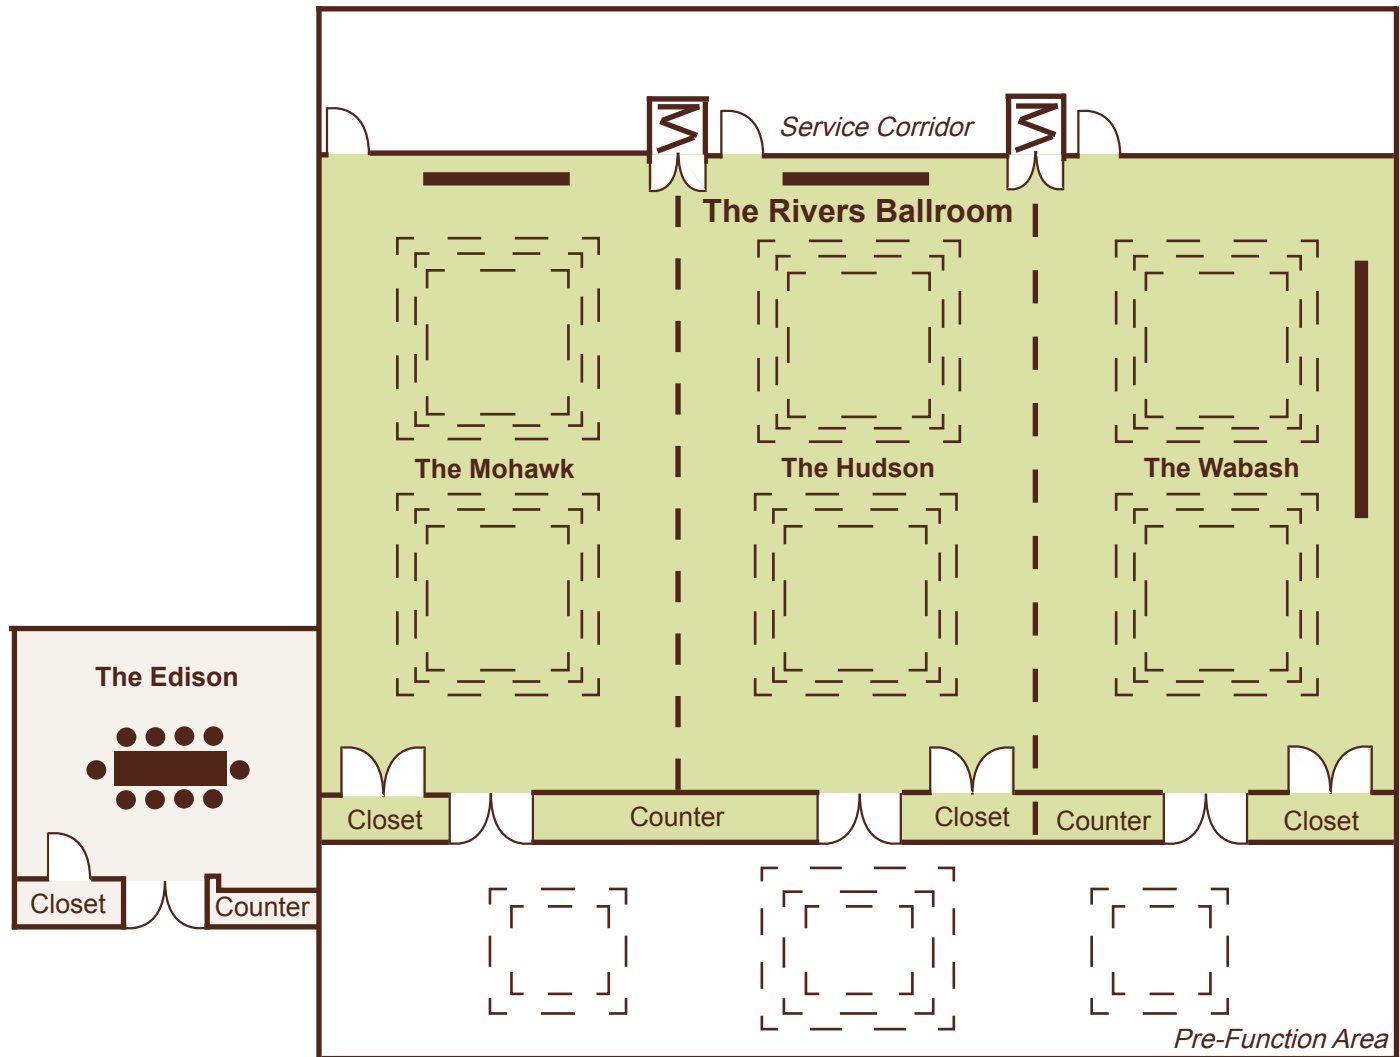 Service Corridor
The Rivers Ballroom
The Mohawk
The Hudson
The Wabash
The Edison
Closet
Counter
Closet
Counter
Closet
Closet
Counter
Pre-Function Area